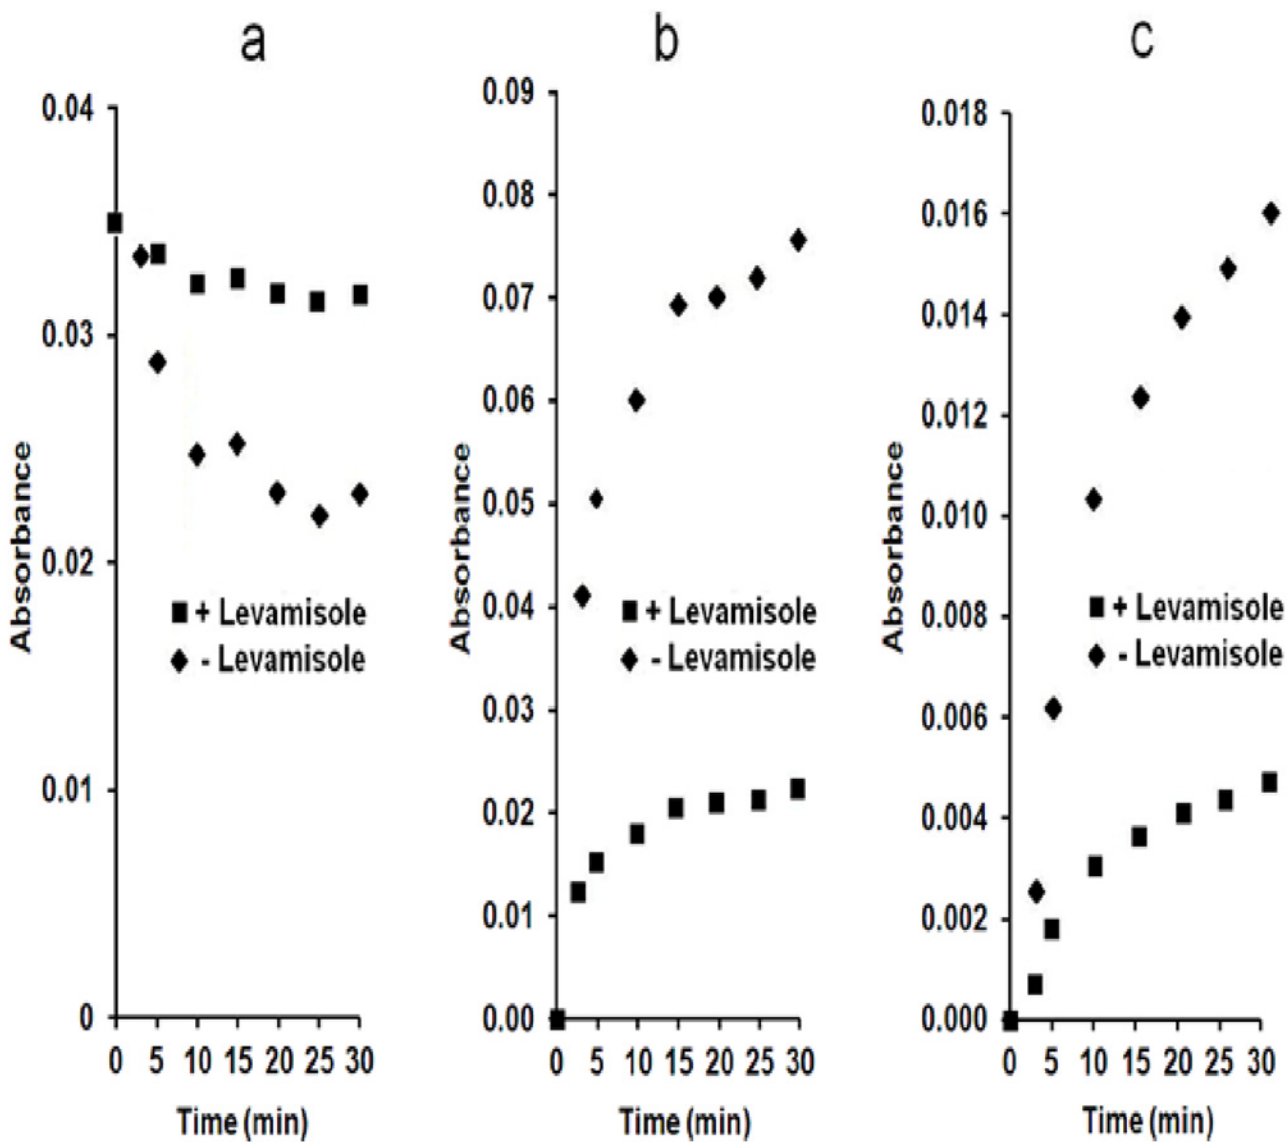 a
0.04
0.03
0.02
0.01
0
Absorbance
+ Levamisole
- Levamisole
0 5 10 15 20 25 30
Time (min)
b
0.09
0.08
0.07
0.06
0.05
0.04
0.03
0.02
0.01
0.00
Absorbance
+ Levamisole
- Levamisole
0 5 10 15 20 25 30
Time (min)
c
0.018
0.016
0.014
0.012
0.010
0.008
0.006
0.004
0.002
0.000
Absorbance
+ Levamisole
- Levamisole
0 5 10 15 20 25 30
Time (min)